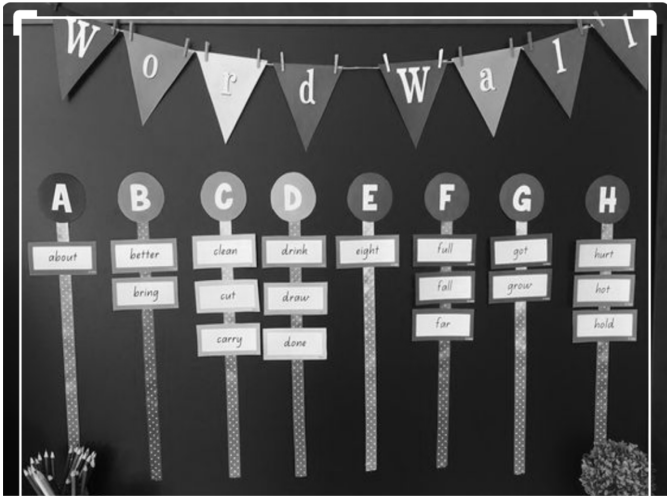 Word Wall
A B C D E F G H
about better clean drink eight full got hurt
bring cut draw fall grow hot
carry done far hold